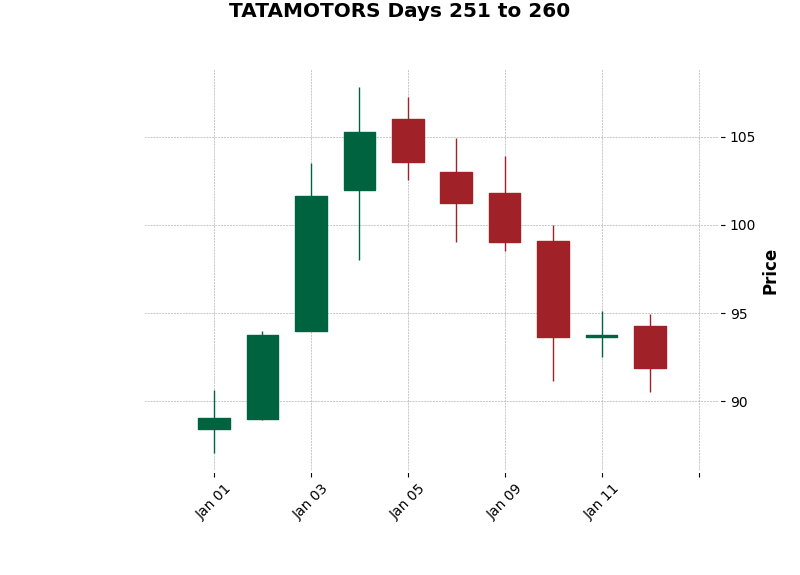 TATAMOTORS Days 251 to 260
105
100
95
90
Price
Jan 01
Jan 03
Jan 05
Jan 09
Jan 11